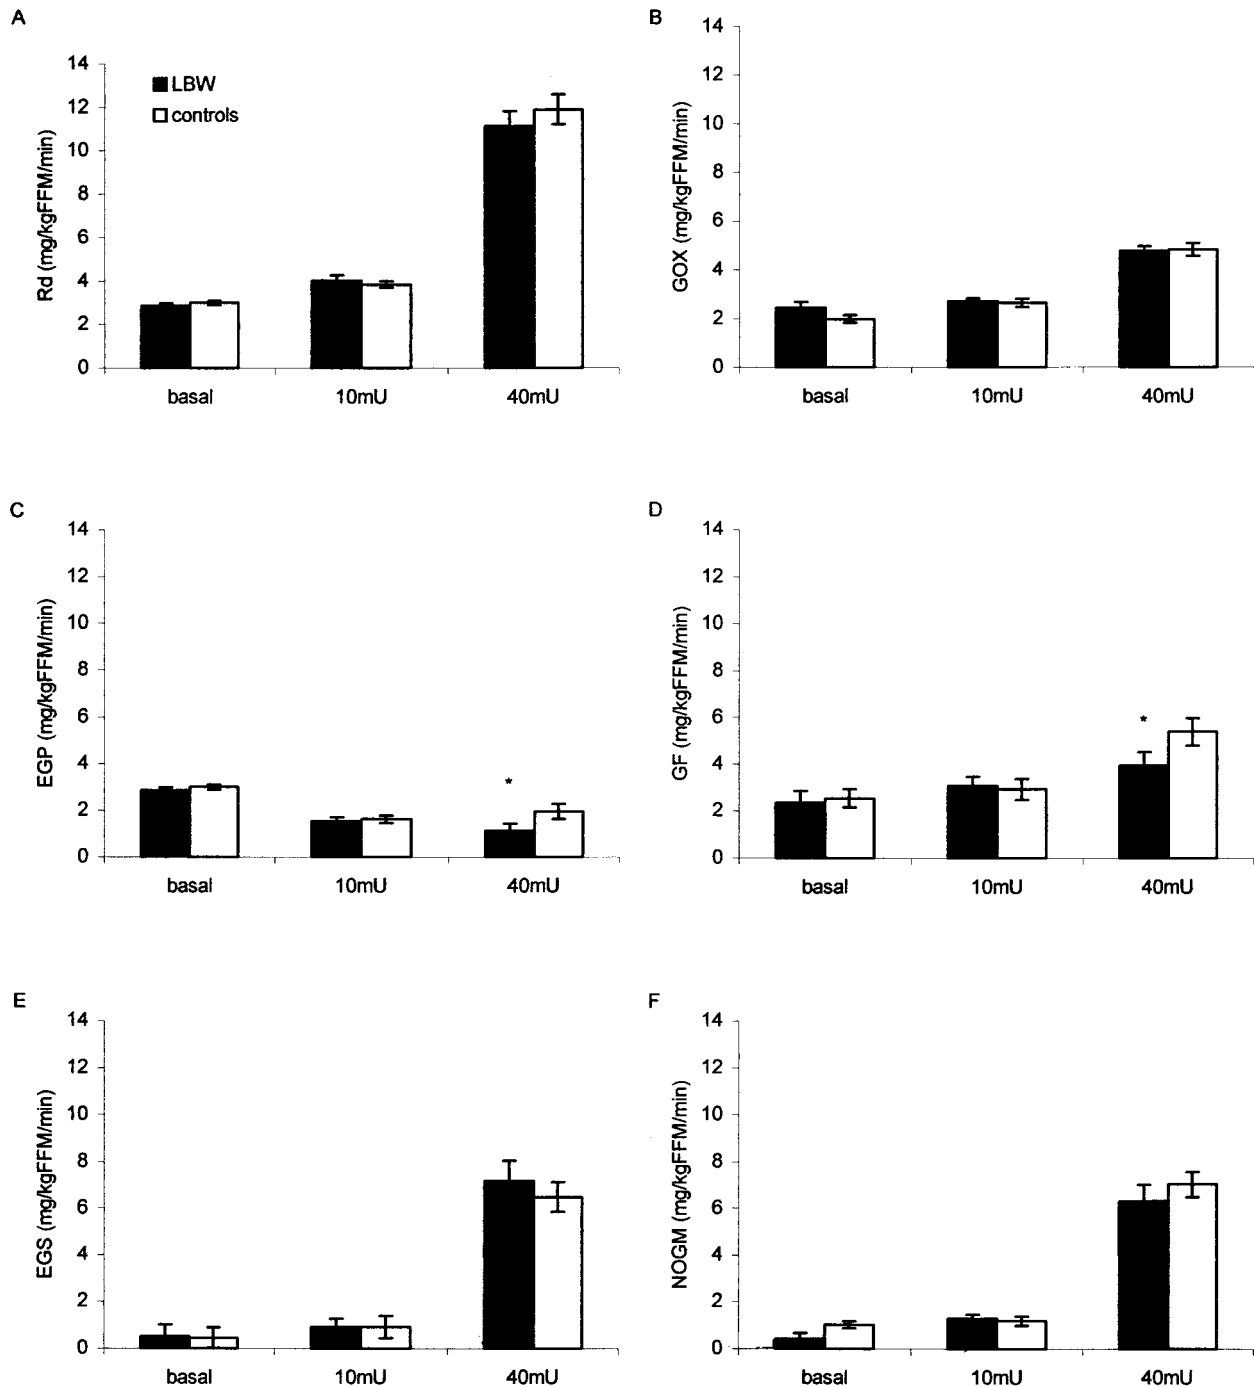 A
Rd (mg/kgFFM/min)
14
12
10
8
6
4
2
0
LBW
controls
basal 10mU 40mU
B
GOX (mg/kgFFM/min)
14
12
10
8
6
4
2
0
basal 10mU 40mU
C
EGP (mg/kgFFM/min)
14
12
10
8
6
4
2
0
*
basal 10mU 40mU
D
GF (mg/kgFFM/min)
14
12
10
8
6
4
2
0
*
basal 10mU 40mU
E
EGS (mg/kgFFM/min)
14
12
10
8
6
4
2
0
basal 10mU 40mU
F
NOGM (mg/kgFFM/min)
14
12
10
8
6
4
2
0
basal 10mU 40mU